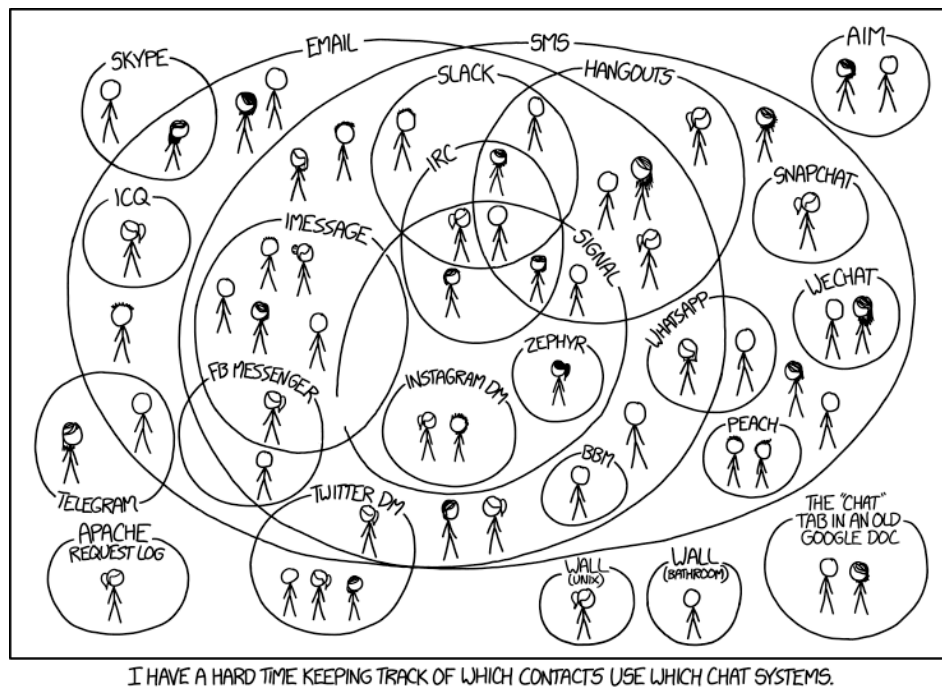 EMAIL
SMS
AIM
SKYPE
SLACK
HANGOUTS
IRC
SNAPCHAT
ICQ
IMESSAGE
SIGNAL
WECHAT
WHATSAPP
ZEPHYR
FB MESSENGER
INSTAGRAM DM
PEACH
BBM
TELEGRAM
TWITTER DM
THE "CHAT"
TAB IN AN OLD
GOOGLE DOC
APACHE
REQUEST LOG
WALL
(UNIX)
WALL
(BATHROOM)
I HAVE A HARD TIME KEEPING TRACK OF WHICH CONTACTS USE WHICH CHAT SYSTEMS.